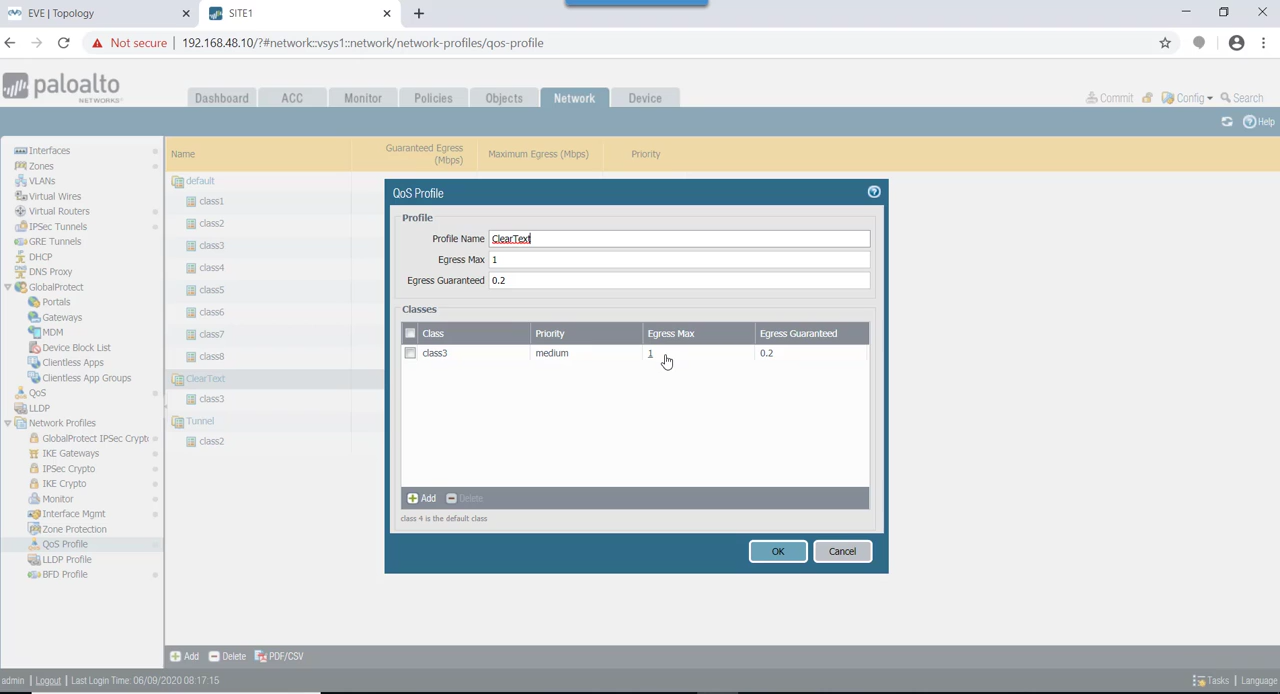 EVE | Topology
SITE1
Not secure | 192.168.48.10/?#network::vsys1::network/network-profiles/qos-profile
paloalto
NETWORKS
Dashboard ACC Monitor Policies Objects Network Device
Commit Config Search
Help
Interfaces
Zones
VLANs
Virtual Wires
Virtual Routers
IPSec Tunnels
GRE Tunnels
DHCP
DNS Proxy
GlobalProtect
Portals
Gateways
MDM
Device Block List
Clientless Apps
Clientless App Groups
QoS
LLDP
Network Profiles
GlobalProtect IPSec Crypt
IKE Gateways
IPSec Crypto
IKE Crypto
Monitor
Interface Mgmt
Zone Protection
QoS Profile
LLDP Profile
BFD Profile
Name Guaranteed Egress (Mbps) Maximum Egress (Mbps) Priority
default
class1
class2
class3
class4
class5
class6
class7
class8
ClearText
class3
Tunnel
class2
QoS Profile
Profile
Profile Name ClearText
Egress Max 1
Egress Guaranteed 0.2
Classes
Class Priority Egress Max Egress Guaranteed
class3 medium 1 0.2
Add Delete
class 4 is the default class
OK Cancel
Add Delete PDF/CSV
admin | Logout | Last Login Time: 06/09/2020 08:17:15
Tasks | Language